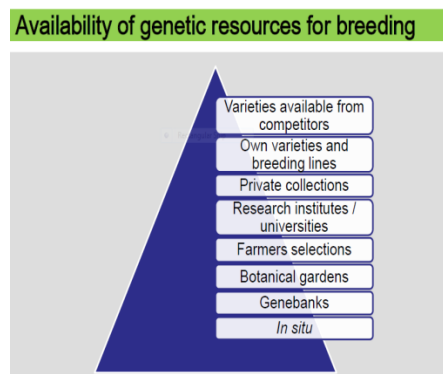 Availability of genetic resources for breeding
Varieties available from
competitors
Own varieties and
breeding lines
Private collections
Research institutes /
universities
Farmers selections
Botanical gardens
Genebanks
In situ